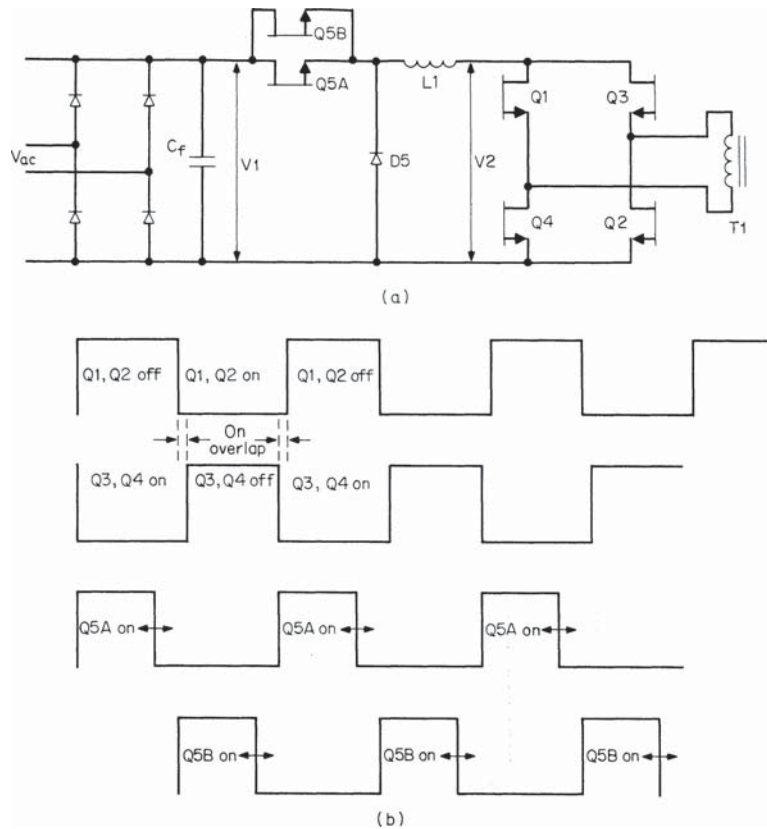 Q5B
Q5A
L1
Q1
Q3
Vac
Cf
V1
D5
V2
Q4
Q2
T1
(a)
Q1, Q2 off
Q1, Q2 on
Q1, Q2 off
On
overlap
Q3, Q4 on
Q3, Q4 off
Q3, Q4 on
Q5A on
Q5A on
Q5A on
Q5B on
Q5B on
Q5B on
(b)